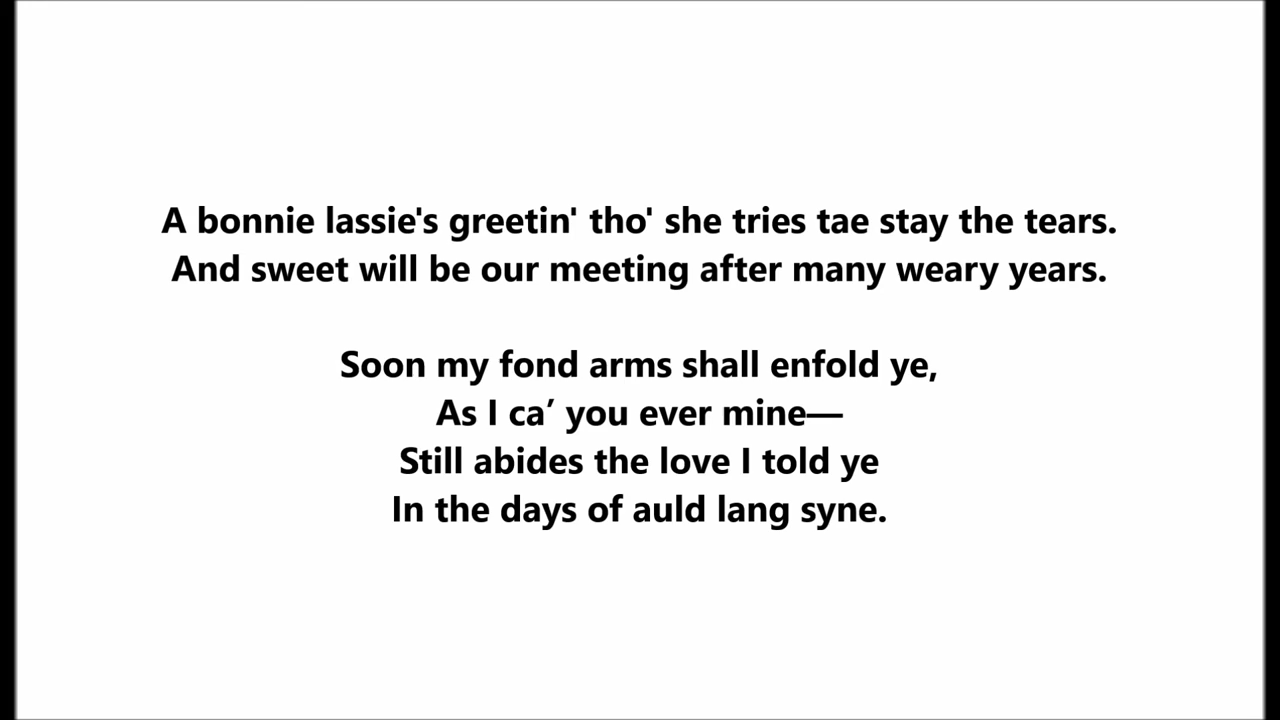 A bonnie lassie's greetin' tho' she tries tae stay the tears.
And sweet will be our meeting after many weary years.
Soon my fond arms shall enfold ye,
As I ca’ you ever mine—
Still abides the love I told ye
In the days of auld lang syne.